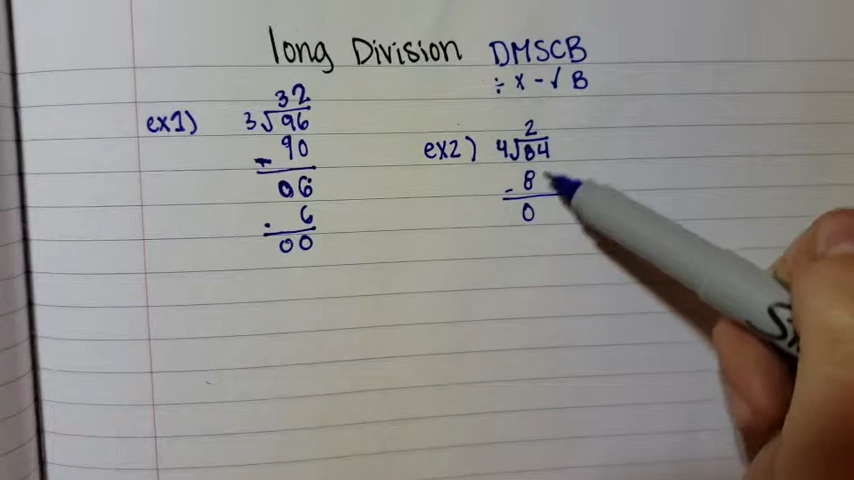 long Division DMSCB
÷ x - √ B
32
ex1) 3√96
- 90
06
- 6
00
2
ex2) 4√84
- 8
0